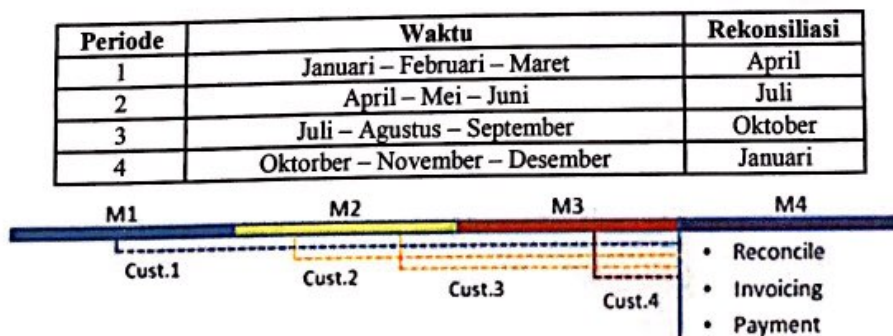 Periode Waktu Rekonsiliasi
1 Januari – Februari – Maret April
2 April – Mei – Juni Juli
3 Juli – Agustus – September Oktober
4 Oktorber – November – Desember Januari
M1 M2 M3 M4
Cust.1 Cust.2 Cust.3 Cust.4
• Reconcile
• Invoicing
• Payment